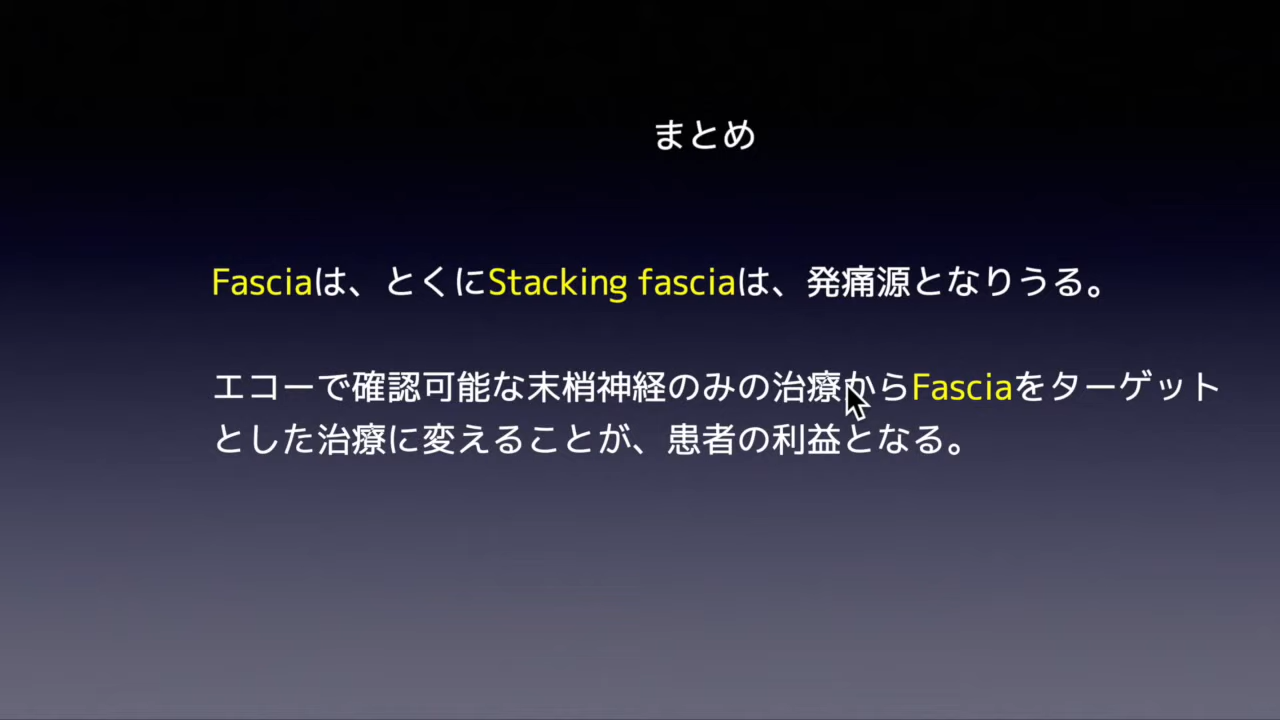 まとめ
Fasciaは、とくにStacking fasciaは、発痛源となりうる。
エコーで確認可能な末梢神経のみの治療からFasciaをターゲット
とした治療に変えることが、患者の利益となる。